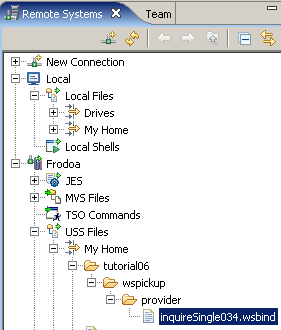 Remote Systems
Team
New Connection
Local
Local Files
Drives
My Home
Local Shells
Frodoa
JES
MVS Files
TSO Commands
USS Files
My Home
tutorial06
wspickup
provider
inquireSingle034.wsbind